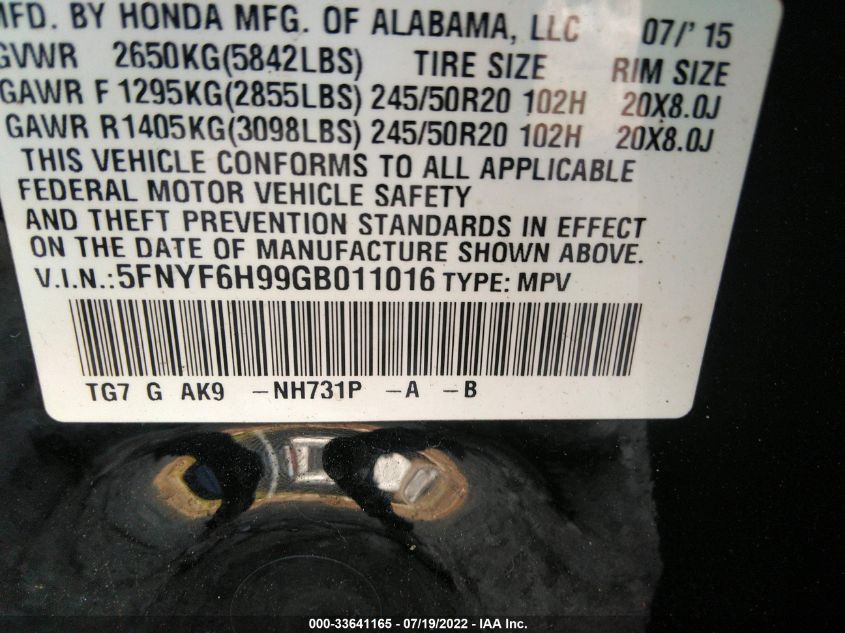 MFD. BY HONDA MFG. OF ALABAMA, LLC 07/' 15
GVWR 2650KG(5842LBS) TIRE SIZE RIM SIZE
GAWR F 1295KG(2855LBS) 245/50R20 102H 20X8.0J
GAWR R1405KG(3098LBS) 245/50R20 102H 20X8.0J
THIS VEHICLE CONFORMS TO ALL APPLICABLE
FEDERAL MOTOR VEHICLE SAFETY
AND THEFT PREVENTION STANDARDS IN EFFECT
ON THE DATE OF MANUFACTURE SHOWN ABOVE.
V.I.N.:5FNYF6H99GB011016 TYPE: MPV
TG7 G AK9 -NH731P -A -B
000-33641165 - 07/19/2022 - IAA Inc.